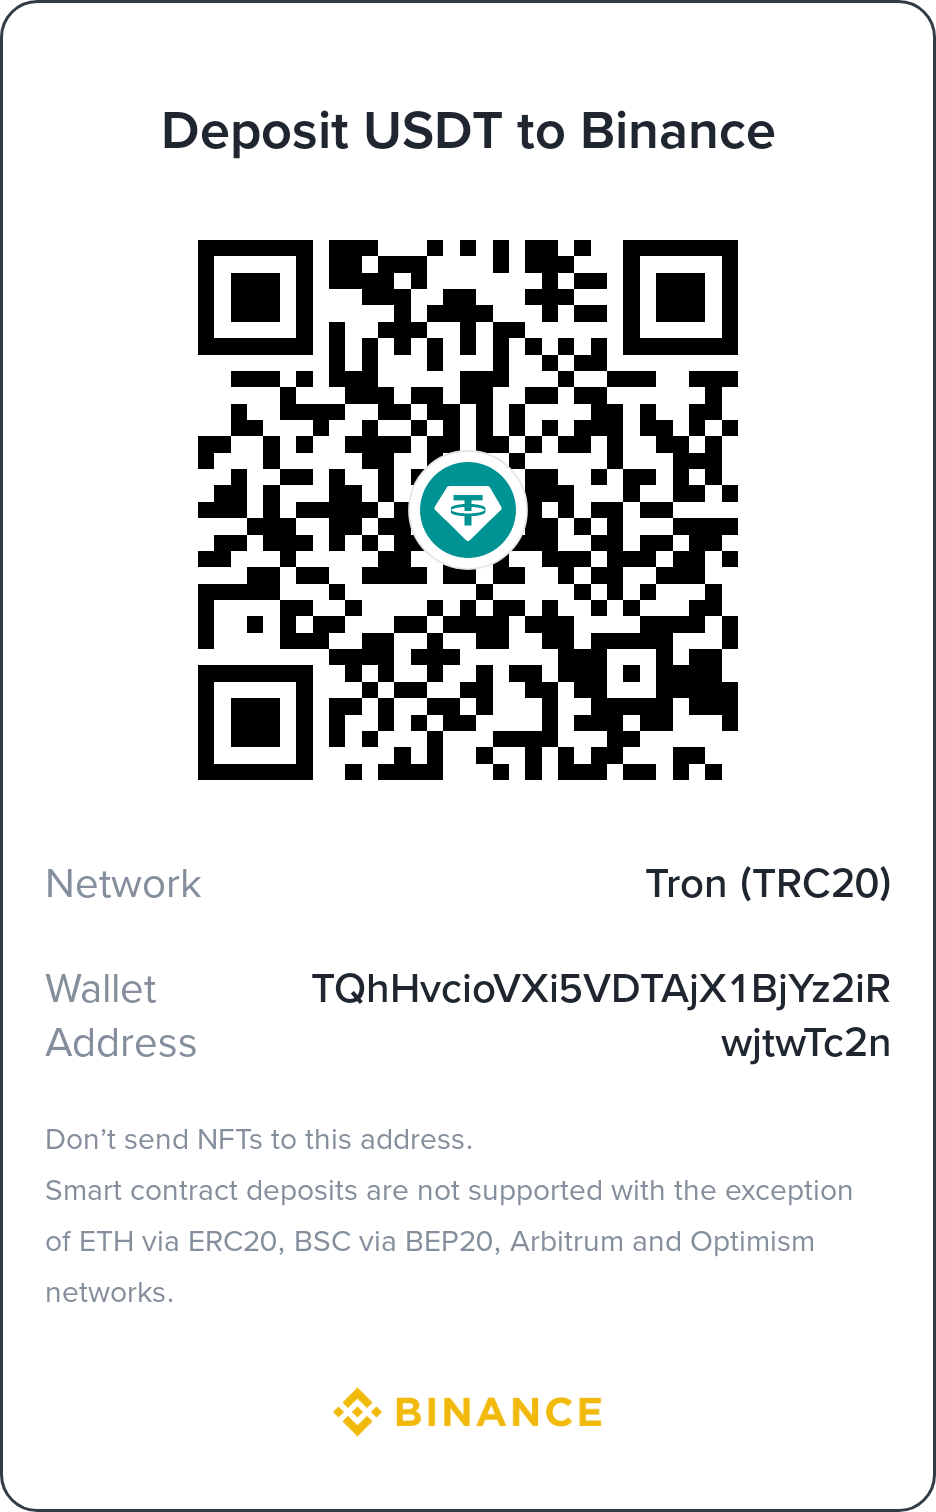 Deposit USDT to Binance
Network
Tron (TRC20)
Wallet
Address
TQhHvcioVXi5VDTAjX1BjYz2iR
wjtwTc2n
Don’t send NFTs to this address.
Smart contract deposits are not supported with the exception
of ETH via ERC20, BSC via BEP20, Arbitrum and Optimism
networks.
BINANCE